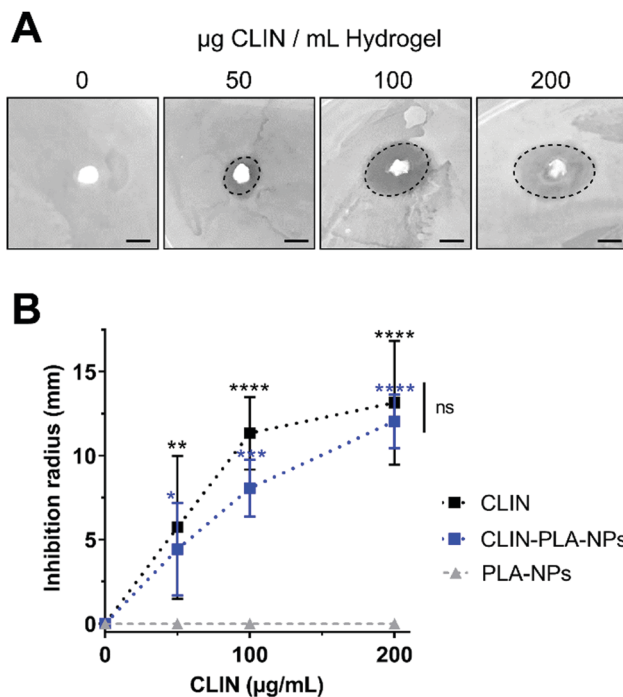 A
µg CLIN / mL Hydrogel
0 50 100 200
B
Inhibition radius (mm)
15
10
5
0
**** 
****
****
ns
**
***
*
CLIN
CLIN-PLA-NPs
PLA-NPs
0 100 200
CLIN (µg/mL)